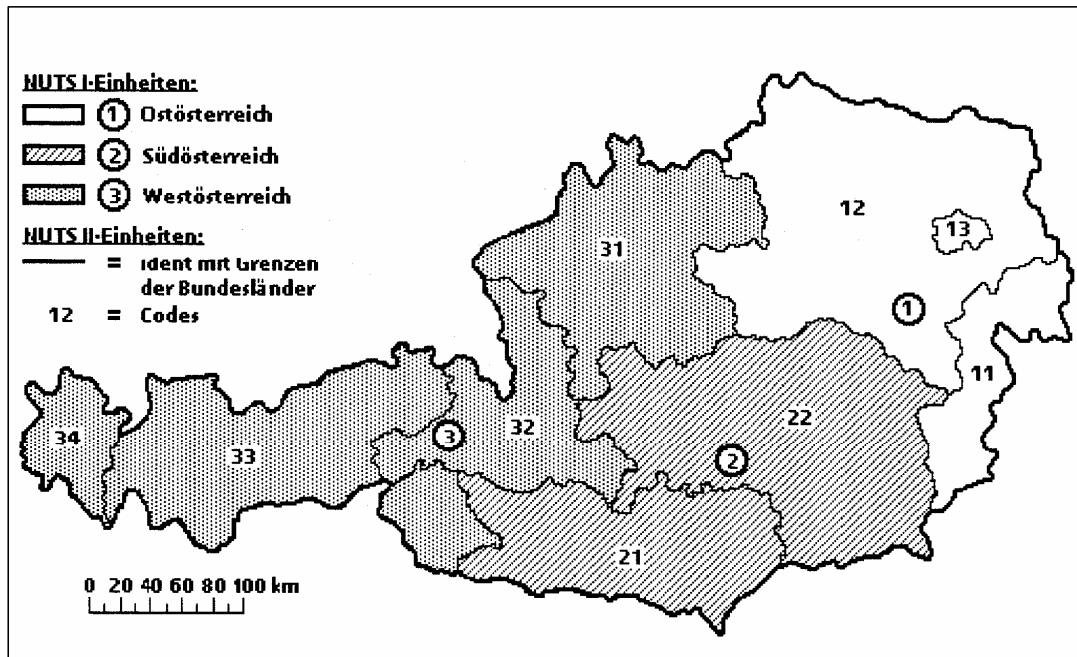 NUTS I-Einheiten:
1 Ostösterreich
2 Südösterreich
3 Westösterreich
NUTS II-Einheiten:
= Ident mit Grenzen
der Bundesländer
12 = Codes
12
13
31
1
11
34
33
3
32
22
2
21
0 20 40 60 80 100 km